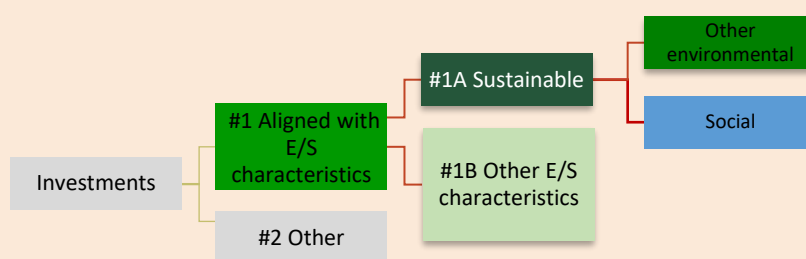 Other
environmental
#1A Sustainable
#1 Aligned with
E/S
characteristics
Social
#1B Other E/S
characteristics
Investments
#2 Other